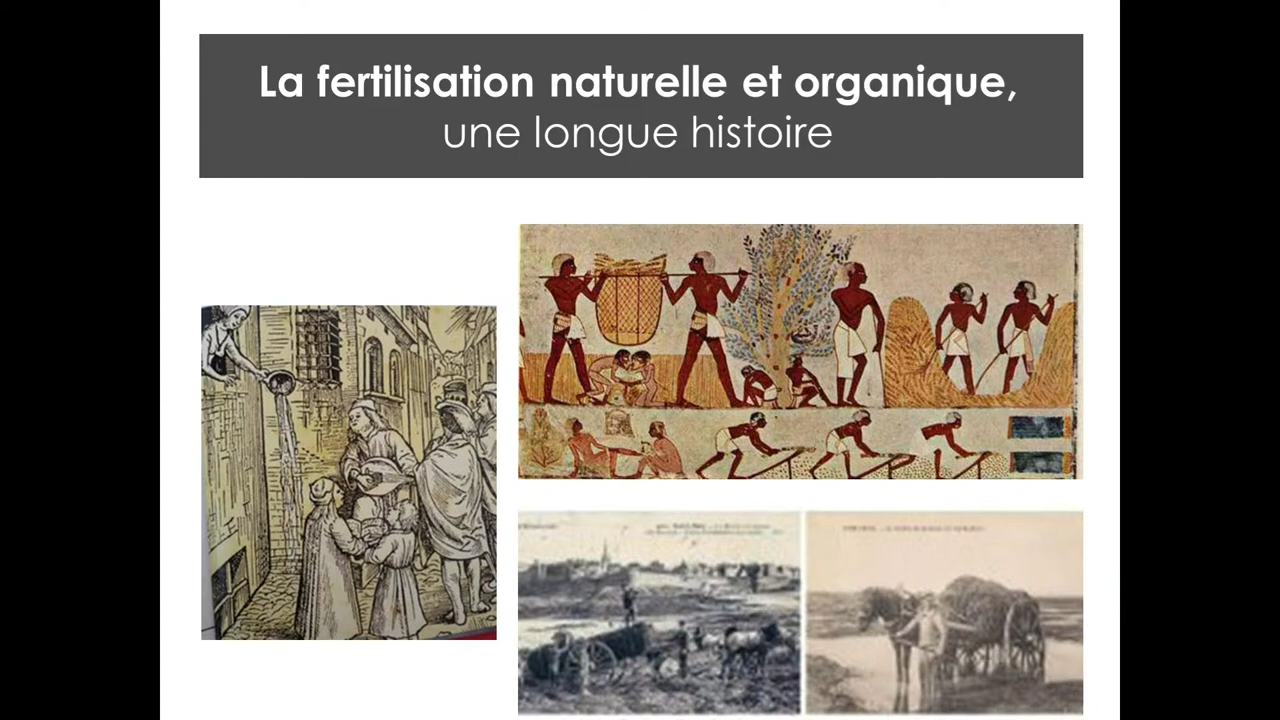 La fertilisation naturelle et organique,
une longue histoire